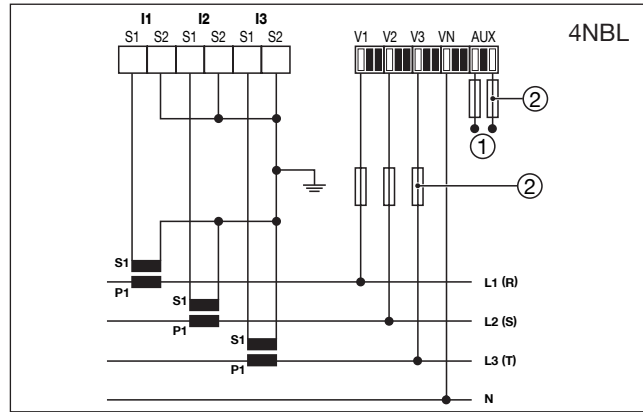 I1 I2 I3
S1 S2 S1 S2 S1 S2
V1 V2 V3 VN AUX
4NBL
2
1
2
S1
P1
L1 (R)
S1
P1
L2 (S)
S1
P1
L3 (T)
N